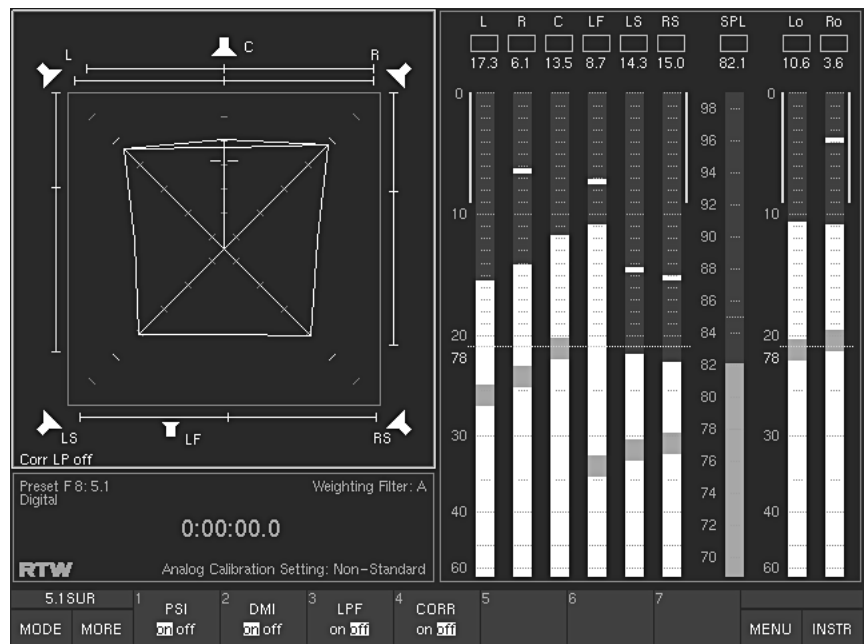 L R C LF LS RS SPL Lo Ro
17.3 6.1 13.5 8.7 14.3 15.0 82.1 10.6 3.6
L C R
LS LF RS
Corr LP off
0 10 20 78 30 40 60
98 96 94 92 90 88 86 84 82 80 78 76 74 72 70
0 10 20 78 30 40 60
Preset F 8: 5.1 Weighting Filter: A
Digital
0:00:00.0
RTW Analog Calibration Setting: Non-Standard
5.1SUR 1 2 3 4 5 6 7
PSI DMI LPF CORR
MODE MORE on off on off on off on off MENU INSTR